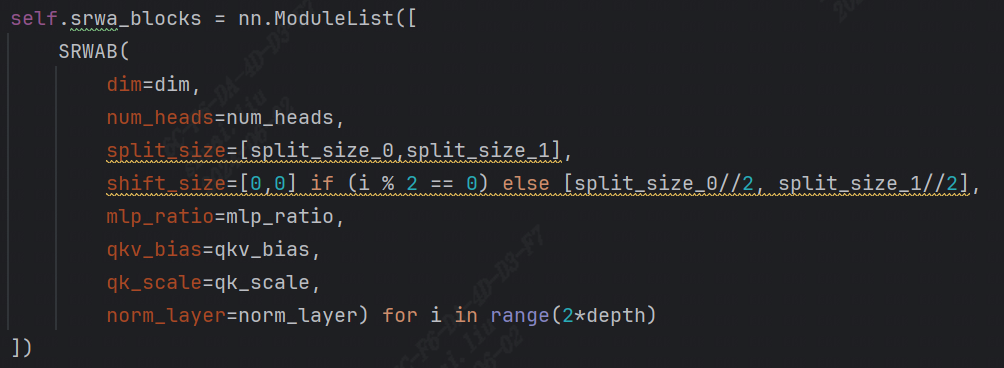 self.srwa_blocks = nn.ModuleList([
    SRWAB(
        dim=dim,
        num_heads=num_heads,
        split_size=[split_size_0,split_size_1],
        shift_size=[0,0] if (i % 2 == 0) else [split_size_0//2, split_size_1//2],
        mlp_ratio=mlp_ratio,
        qkv_bias=qkv_bias,
        qk_scale=qk_scale,
        norm_layer=norm_layer) for i in range(2*depth)
])